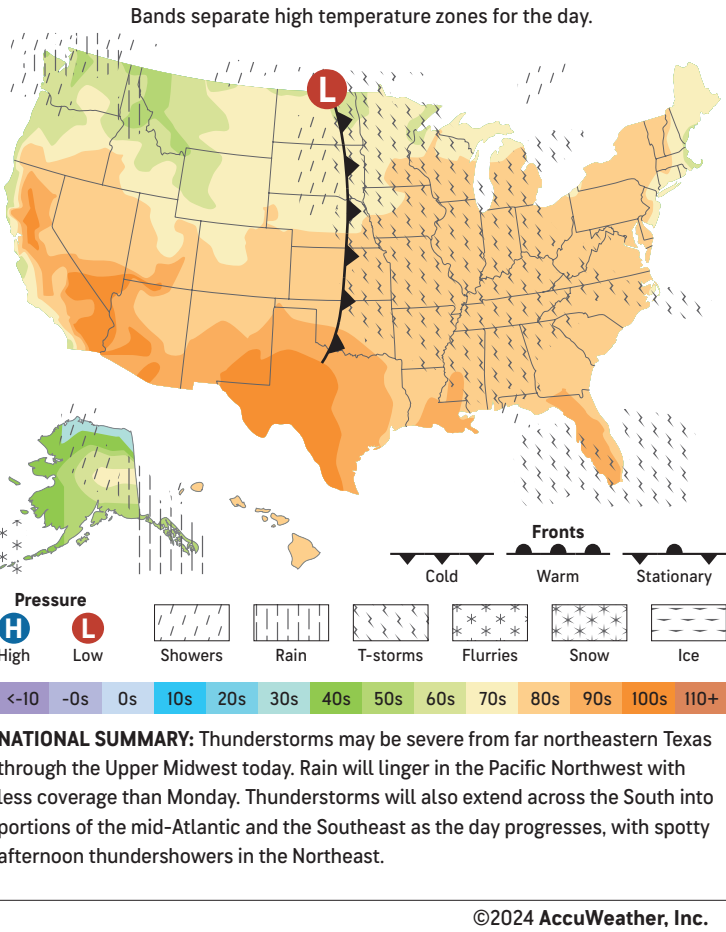 Bands separate high temperature zones for the day.
L
Fronts
Cold Warm Stationary
Pressure
H L
High Low Showers Rain T-storms Flurries Snow Ice
<-10 -0s 0s 10s 20s 30s 40s 50s 60s 70s 80s 90s 100s 110+
NATIONAL SUMMARY: Thunderstorms may be severe from far northeastern Texas
through the Upper Midwest today. Rain will linger in the Pacific Northwest with
less coverage than Monday. Thunderstorms will also extend across the South into
portions of the mid-Atlantic and the Southeast as the day progresses, with spotty
afternoon thundershowers in the Northeast.
©2024 AccuWeather, Inc.